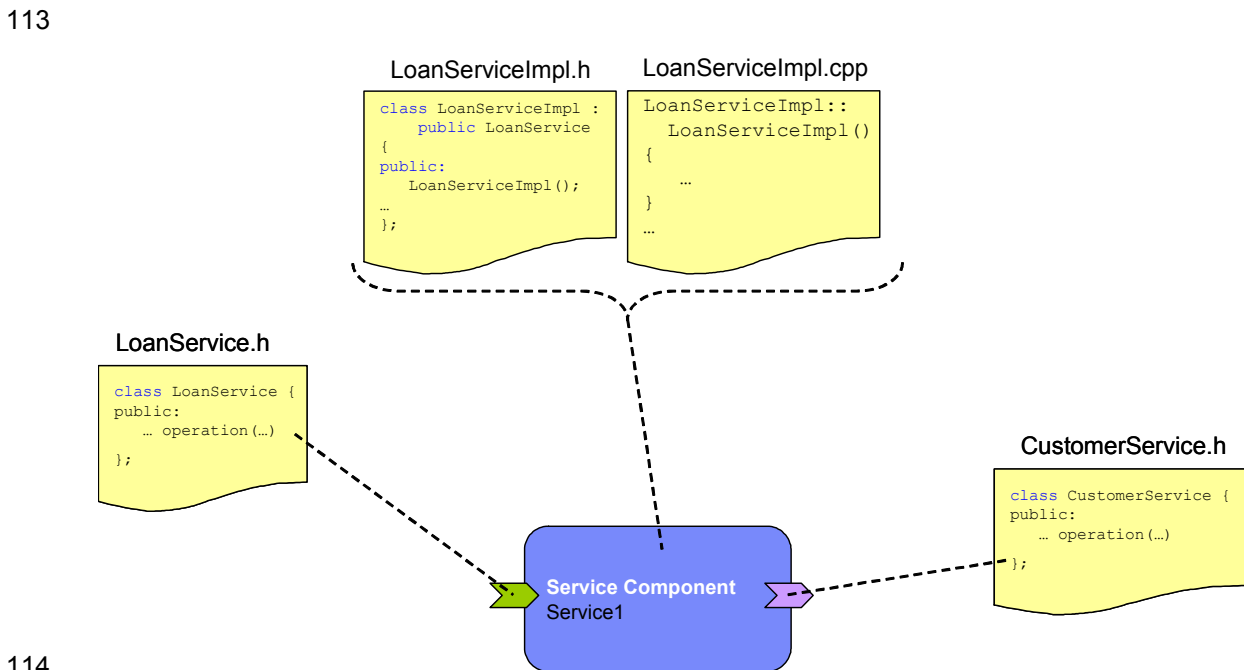 113
LoanServiceImpl.h
class LoanServiceImpl :
public LoanService
{
public:
LoanServiceImpl();
…
};
LoanServiceImpl.cpp
LoanServiceImpl::
LoanServiceImpl()
{
…
}
…
LoanService.h
class LoanService {
public:
… operation(…)
};
CustomerService.h
class CustomerService {
public:
… operation(…)
};
Service Component
Service1
114